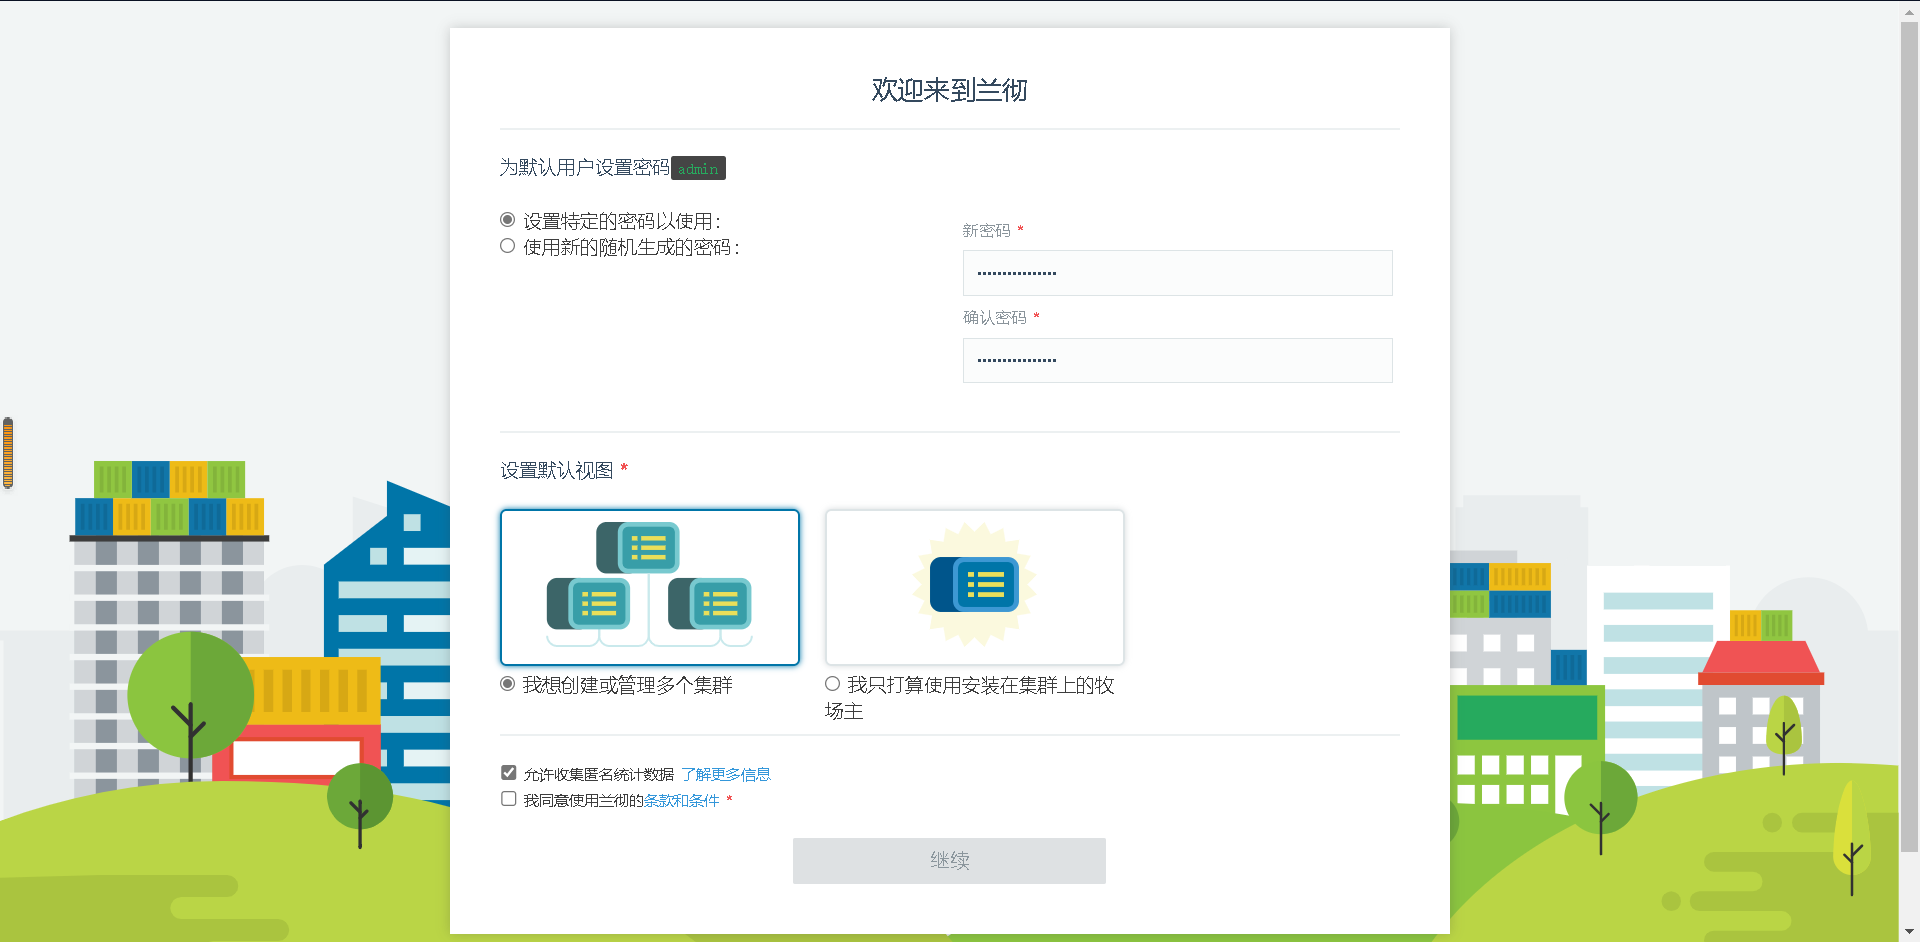 欢迎来到兰彻
为默认用户设置密码 admin
设置特定的密码以使用：
使用新的随机生成的密码：
新密码 *
确认密码 *
设置默认视图 *
我想创建或管理多个集群
我只打算使用安装在集群上的牧
场主
允许收集匿名统计数据 了解更多信息
我同意使用兰彻的条款和条件 *
继续